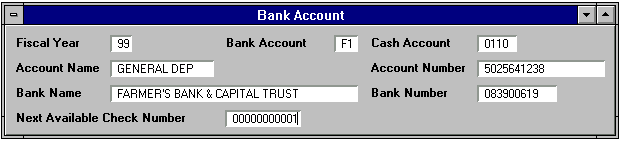 Bank Account
Fiscal Year 99 Bank Account F1 Cash Account 0110
Account Name GENERAL DEP Account Number 5025641238
Bank Name FARMER'S BANK & CAPITAL TRUST Bank Number 083900619
Next Available Check Number 00000000001